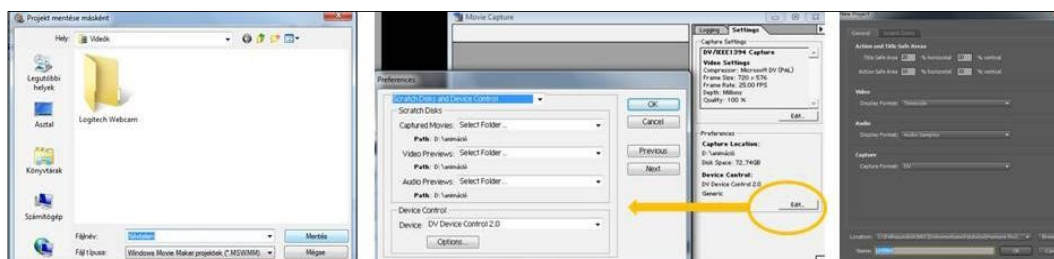 Projekt mentése másként
Hely:
Videók
Legutóbbi
helyek
Asztal
Könyvtárak
Számítógép
Logitech Webcam
Fájlnév:
Mentés
Fájl típusa:
Windows Movie Maker projektek (*.MSWMM)
Mégse
Movie Capture
Logging
Settings
Capture Settings
DV/IEEE1394 Capture
Video Settings
Compressor: Microsoft DV (PAL)
Frame Size: 720 x 576
Frame Rate: 25.00 FPS
Depth: Millions
Quality: 100 %
Edit...
Preferences
Capture Location:
D:\animáció
Disk Space: 72.74GB
Device Control:
DV Device Control 2.0
Generic
Edit...
Preferences
Scratch Disks and Device Control
Scratch Disks
Captured Movies: Select Folder...
Path: D:\animáció
Video Previews: Select Folder...
Path: D:\animáció
Audio Previews: Select Folder...
Path: D:\animáció
Device Control
Device: DV Device Control 2.0
Options...
OK
Cancel
Previous
Next
New Project
General
Scratch Disks
Action and Title Safe Areas
Title Safe Area
% horizontal
% vertical
Action Safe Area
% horizontal
% vertical
Video
Display Format: Timecode
Audio
Display Format: Audio Samples
Capture
Capture Format: DV
Location:
Name:
OK